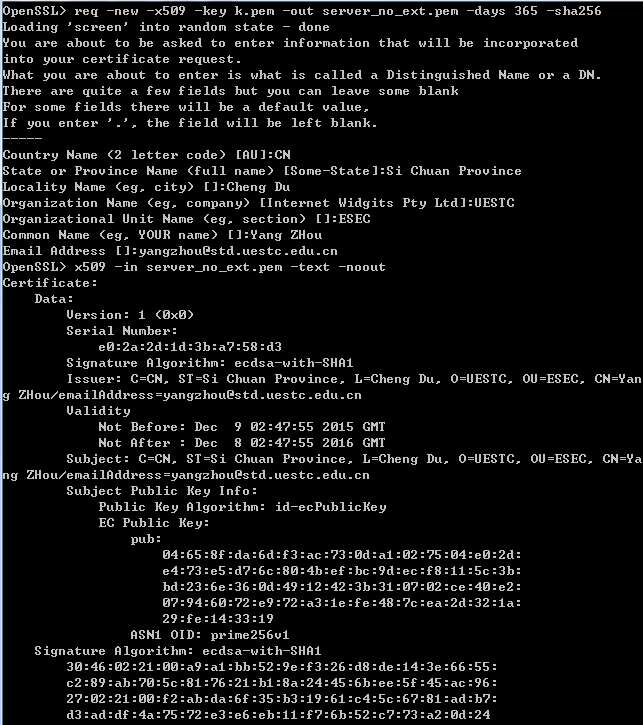 OpenSSL> req -new -x509 -key k.pem -out server_no_ext.pem -days 365 -sha256
Loading 'screen' into random state - done
You are about to be asked to enter information that will be incorporated
into your certificate request.
What you are about to enter is what is called a Distinguished Name or a DN.
There are quite a few fields but you can leave some blank
For some fields there will be a default value,
If you enter '.', the field will be left blank.
-----
Country Name (2 letter code) [AU]:CN
State or Province Name (full name) [Some-State]:Si Chuan Province
Locality Name (eg, city) []:Cheng Du
Organization Name (eg, company) [Internet Widgits Pty Ltd]:UESTC
Organizational Unit Name (eg, section) []:ESEC
Common Name (eg, YOUR name) []:Yang ZHou
Email Address []:yangzhou@std.uestc.edu.cn
OpenSSL> x509 -in server_no_ext.pem -text -noout
Certificate:
    Data:
        Version: 1 (0x0)
        Serial Number:
            e0:2a:2d:1d:3b:a7:58:d3
        Signature Algorithm: ecdsa-with-SHA1
        Issuer: C=CN, ST=Si Chuan Province, L=Cheng Du, O=UESTC, OU=ESEC, CN=Yan
g ZHou/emailAddress=yangzhou@std.uestc.edu.cn
        Validity
            Not Before: Dec  9 02:47:55 2015 GMT
            Not After : Dec  8 02:47:55 2016 GMT
        Subject: C=CN, ST=Si Chuan Province, L=Cheng Du, O=UESTC, OU=ESEC, CN=Ya
ng ZHou/emailAddress=yangzhou@std.uestc.edu.cn
        Subject Public Key Info:
            Public Key Algorithm: id-ecPublicKey
            EC Public Key:
                pub:
                    04:65:8f:da:6d:f3:ac:73:0d:a1:02:75:04:e0:2d:
                    e4:73:e5:d7:6c:80:4b:ef:bc:9d:ec:f8:11:5c:3b:
                    bd:23:6e:36:0d:49:12:42:3b:31:07:02:ce:40:e2:
                    07:94:60:72:e9:72:a3:1e:fe:48:7c:ea:2d:32:1a:
                    29:fe:14:33:19
                ASN1 OID: prime256v1
    Signature Algorithm: ecdsa-with-SHA1
        30:46:02:21:00:a9:a1:bb:52:9e:f3:26:d8:de:14:3e:66:55:
        c2:89:ab:70:5c:81:76:21:b1:8a:24:45:6b:ee:5f:45:ac:96:
        27:02:21:00:f2:ab:da:6f:35:b3:19:61:c4:5c:67:81:ad:b7:
        d3:ad:df:4a:75:72:e3:e6:eb:11:f7:6b:52:c7:73:a2:0d:24